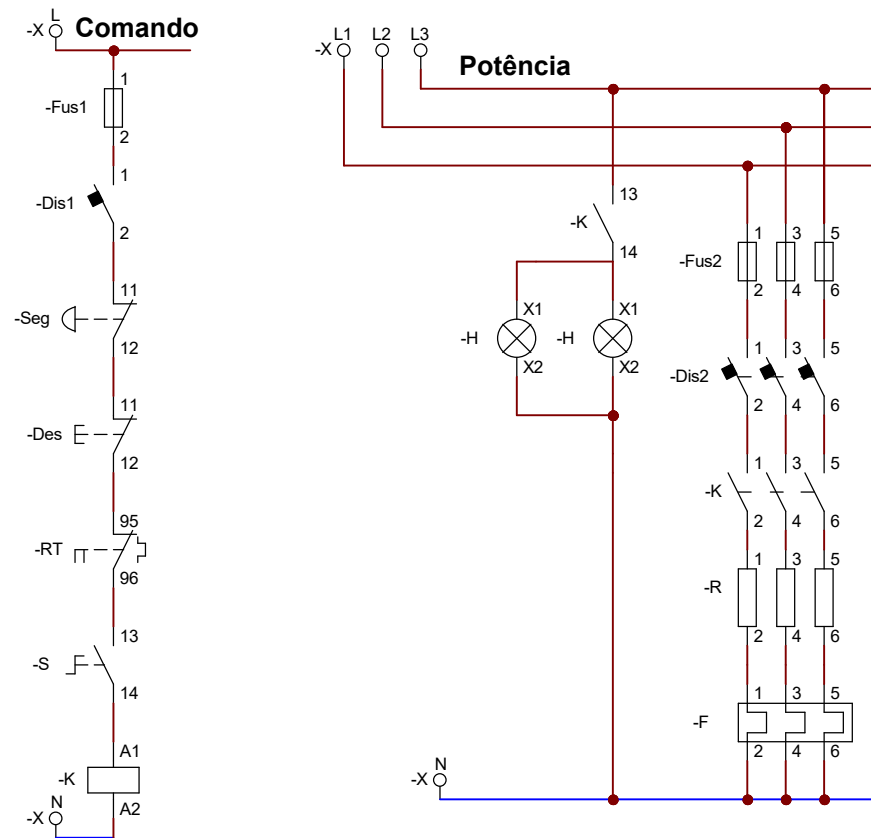 L
-X
Comando
1
-Fus1
2
1
-Dis1
2
11
-Seg
12
11
-Des
12
95
-RT
96
13
-S
14
A1
-K
A2
N
-X
L1 L2 L3
-X
Potência
13
-K
14
X1 X1
-H -H
X2 X2
1 3 5
-Fus2
2 4 6
1 3 5
-Dis2
2 4 6
1 3 5
-K
2 4 6
1 3 5
-R
2 4 6
1 3 5
-F
2 4 6
N
-X